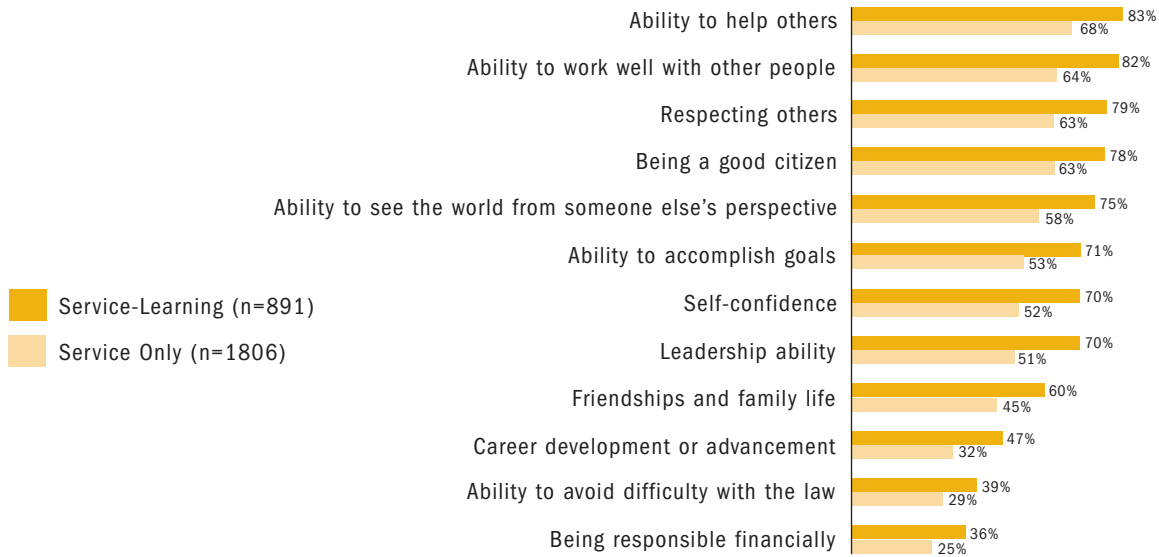 Ability to help others
83%
68%
Ability to work well with other people
82%
64%
Respecting others
79%
63%
Being a good citizen
78%
63%
Ability to see the world from someone else's perspective
75%
58%
Ability to accomplish goals
71%
53%
Service-Learning (n=891)
Self-confidence
70%
52%
Service Only (n=1806)
Leadership ability
70%
51%
Friendships and family life
60%
45%
Career development or advancement
47%
32%
Ability to avoid difficulty with the law
39%
29%
Being responsible financially
36%
25%